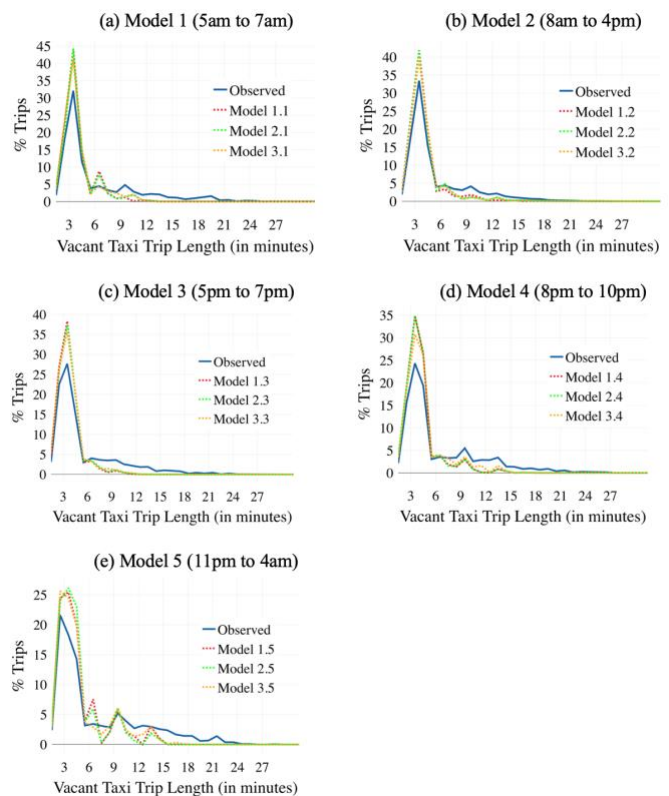 (a) Model 1 (5am to 7am)
45
40
35
30
25
20
15
10
5
0
% Trips
Observed
Model 1.1
Model 2.1
Model 3.1
3 6 9 12 15 18 21 24 27
Vacant Taxi Trip Length (in minutes)
(b) Model 2 (8am to 4pm)
40
35
30
25
20
15
10
5
0
% Trips
Observed
Model 1.2
Model 2.2
Model 3.2
3 6 9 12 15 18 21 24 27
Vacant Taxi Trip Length (in minutes)
(c) Model 3 (5pm to 7pm)
40
35
30
25
20
15
10
5
0
% Trips
Observed
Model 1.3
Model 2.3
Model 3.3
3 6 9 12 15 18 21 24 27
Vacant Taxi Trip Length (in minutes)
(d) Model 4 (8pm to 10pm)
35
30
25
20
15
10
5
0
% Trips
Observed
Model 1.4
Model 2.4
Model 3.4
3 6 9 12 15 18 21 24 27
Vacant Taxi Trip Length (in minutes)
(e) Model 5 (11pm to 4am)
25
20
15
10
5
0
% Trips
Observed
Model 1.5
Model 2.5
Model 3.5
3 6 9 12 15 18 21 24 27
Vacant Taxi Trip Length (in minutes)